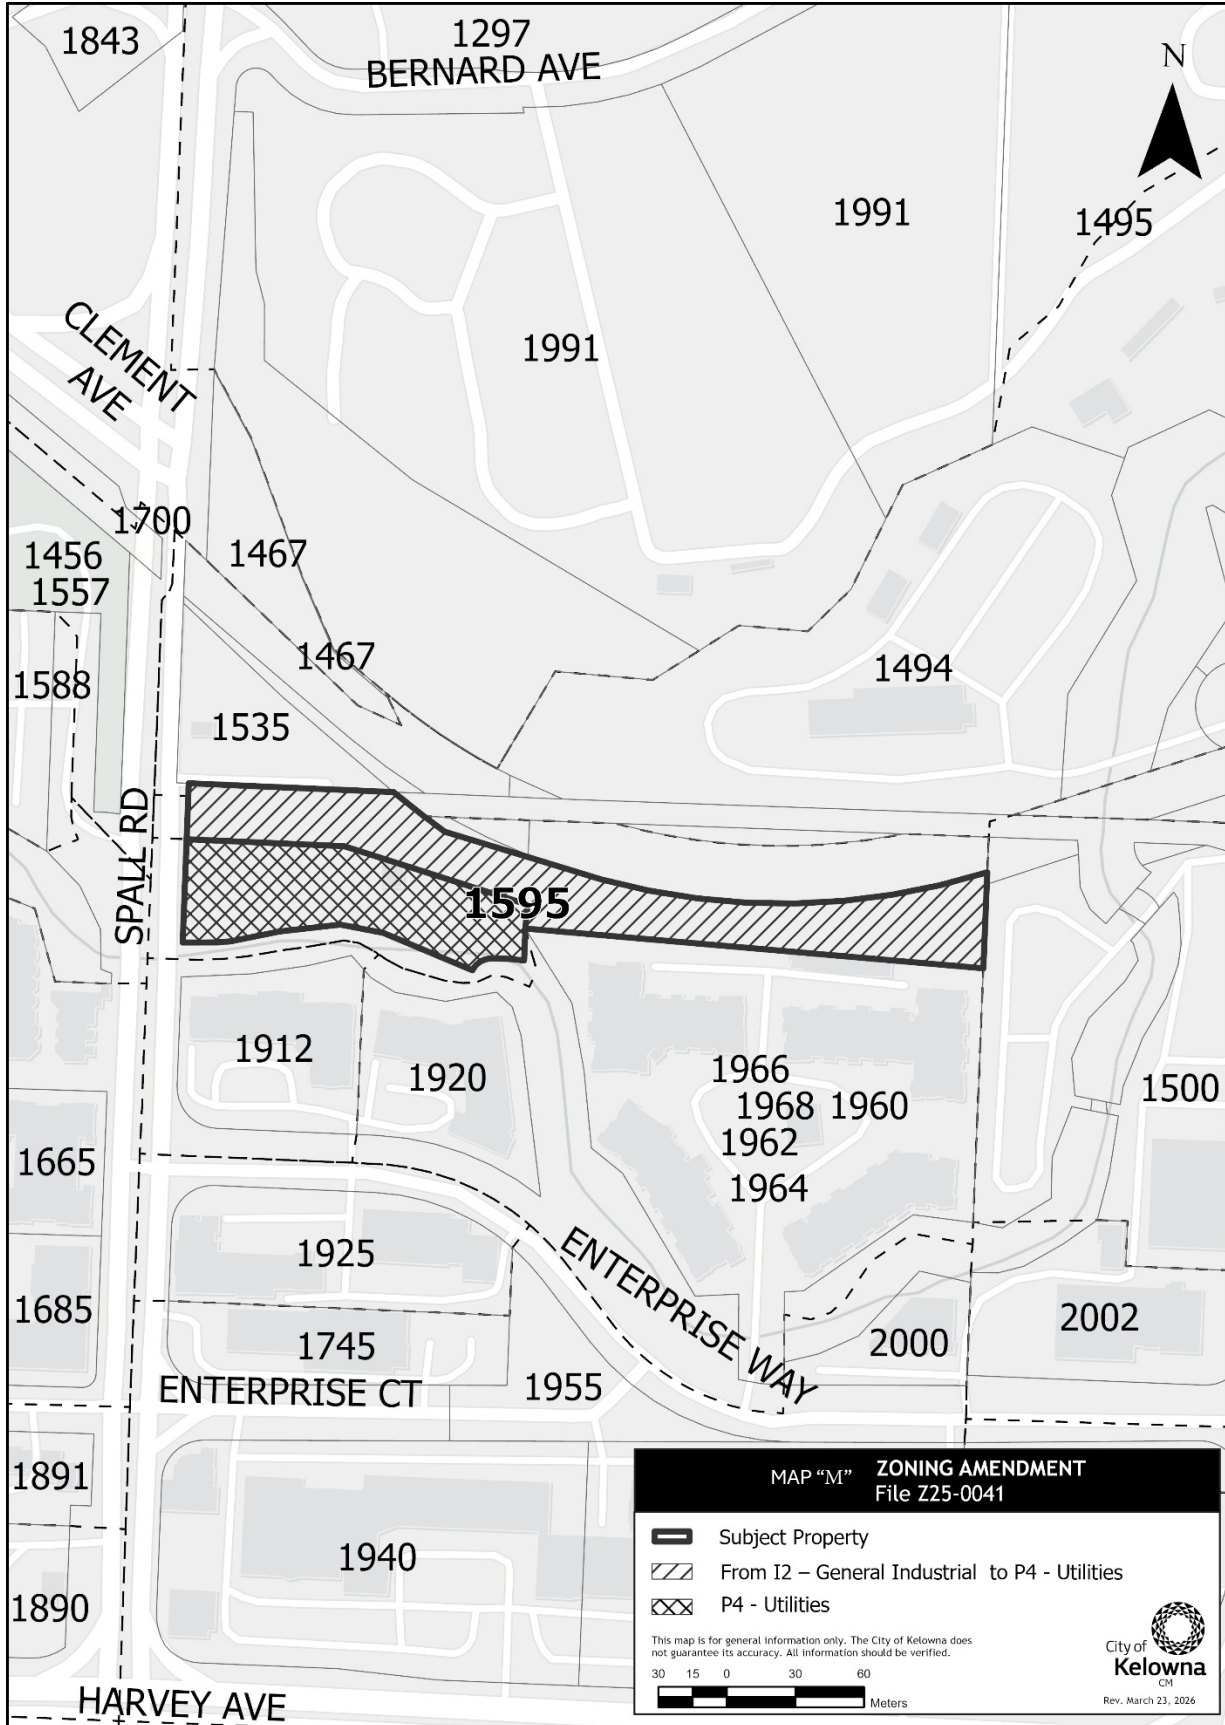 1843
1297
BERNARD AVE
N
1991
1495
CLEMENT
AVE
1991
1700
1456
1467
1557
1467
1588
1494
1535
SPALL RD
1595
1912
1920
1966
1968
1960
1962
1964
1500
1665
1925
ENTERPRISE WAY
1685
1745
2000
2002
ENTERPRISE CT
1955
1891
1940
1890
HARVEY AVE
MAP “M” ZONING AMENDMENT
File Z25-0041
Subject Property
From I2 – General Industrial to P4 - Utilities
P4 - Utilities
This map is for general information only. The City of Kelowna does
not guarantee its accuracy. All information should be verified.
30 15 0 30 60
Meters
City of
Kelowna
CM
Rev. March 23, 2026